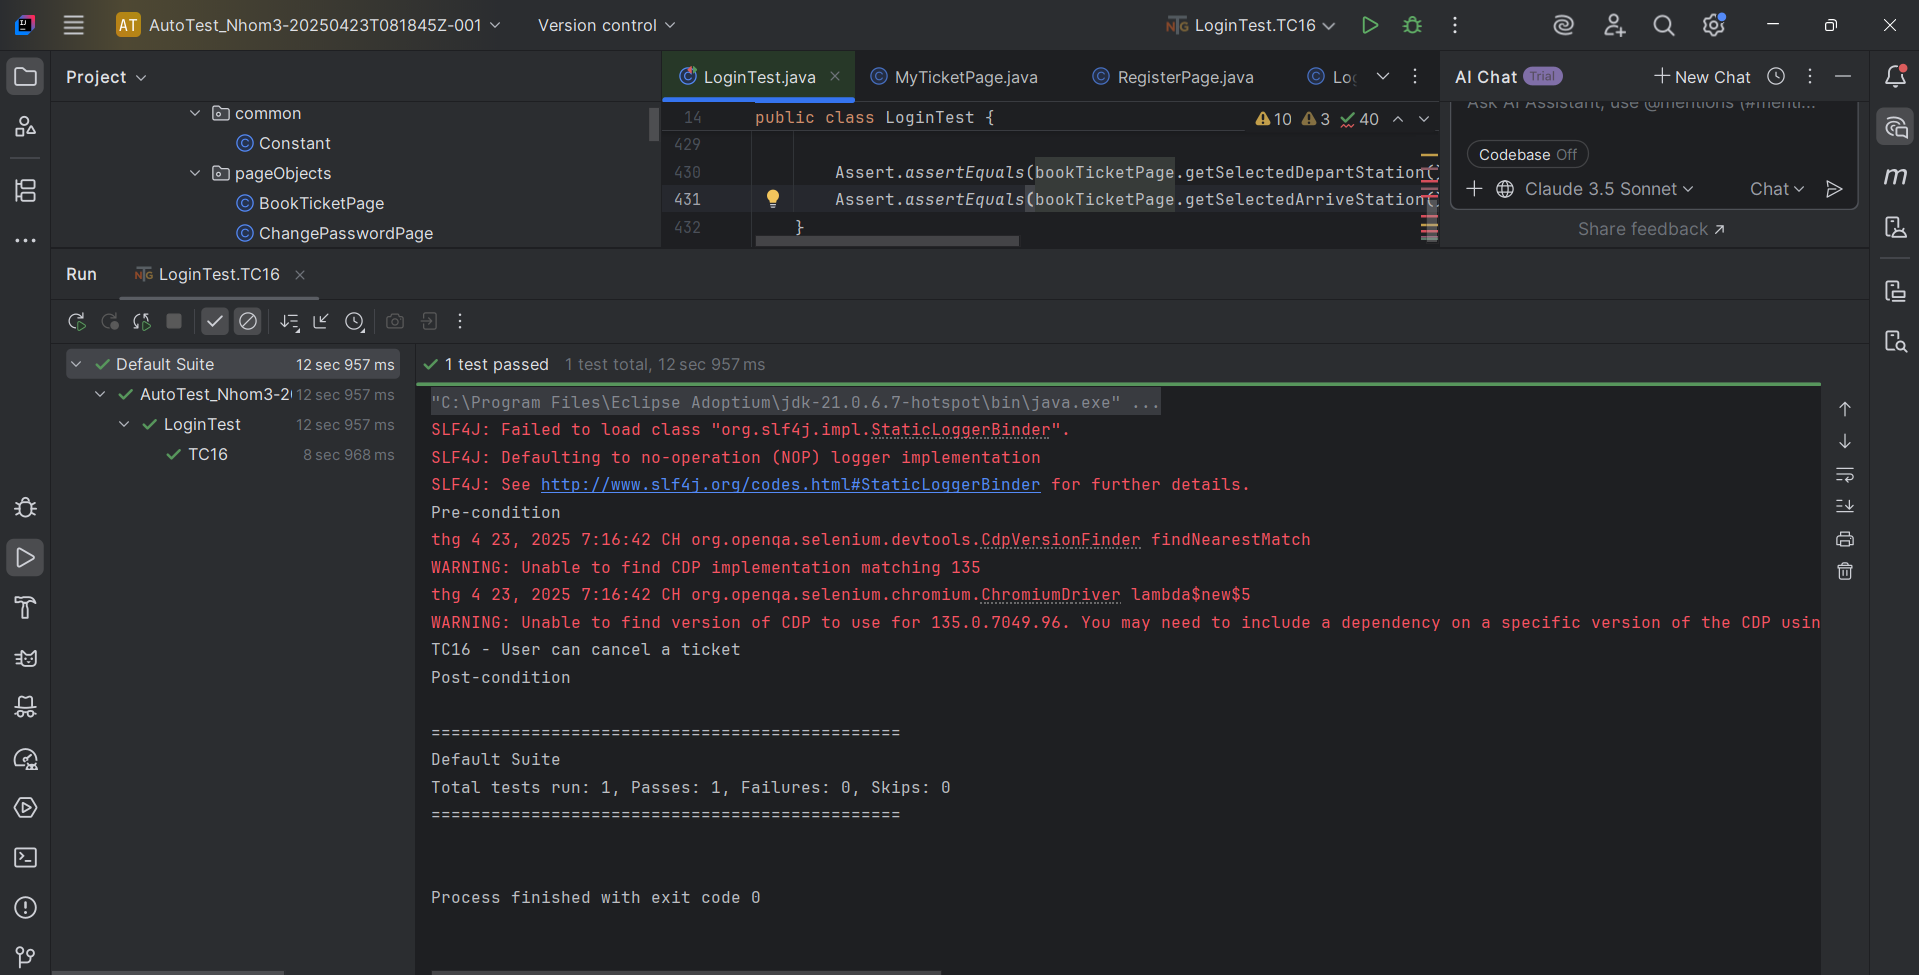 AT AutoTest_Nhom3-20250423T081845Z-001 Version control LoginTest.TC16
Project
LoginTest.java MyTicketPage.java RegisterPage.java Log
AI Chat Trial New Chat
common
Constant
pageObjects
BookTicketPage
ChangePasswordPage
14 public class LoginTest { 10 3 40
429
430 Assert.assertEquals(bookTicketPage.getSelectedDepartStation()
431 Assert.assertEquals(bookTicketPage.getSelectedArriveStation()
432 }
Ask AI Assistant, use @mentions (#menti...
Codebase Off
Claude 3.5 Sonnet Chat
Share feedback ↗
Run LoginTest.TC16
Default Suite 12 sec 957 ms
AutoTest_Nhom3-2 12 sec 957 ms
LoginTest 12 sec 957 ms
TC16 8 sec 968 ms
1 test passed 1 test total, 12 sec 957 ms
"C:\Program Files\Eclipse Adoptium\jdk-21.0.6.7-hotspot\bin\java.exe" ...
SLF4J: Failed to load class "org.slf4j.impl.StaticLoggerBinder".
SLF4J: Defaulting to no-operation (NOP) logger implementation
SLF4J: See http://www.slf4j.org/codes.html#StaticLoggerBinder for further details.
Pre-condition
thg 4 23, 2025 7:16:42 CH org.openqa.selenium.devtools.CdpVersionFinder findNearestMatch
WARNING: Unable to find CDP implementation matching 135
thg 4 23, 2025 7:16:42 CH org.openqa.selenium.chromium.ChromiumDriver lambda$new$5
WARNING: Unable to find version of CDP to use for 135.0.7049.96. You may need to include a dependency on a specific version of the CDP usin
TC16 - User can cancel a ticket
Post-condition
===============================================
Default Suite
Total tests run: 1, Passes: 1, Failures: 0, Skips: 0
===============================================
Process finished with exit code 0